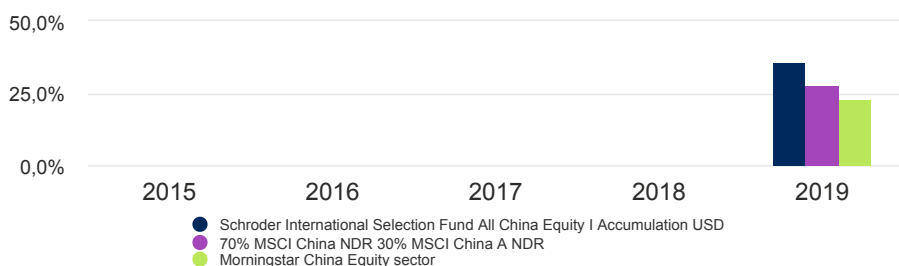 50,0%
25,0%
0,0%
2015 2016 2017 2018 2019
Schroder International Selection Fund All China Equity I Accumulation USD
70% MSCI China NDR 30% MSCI China A NDR
Morningstar China Equity sector